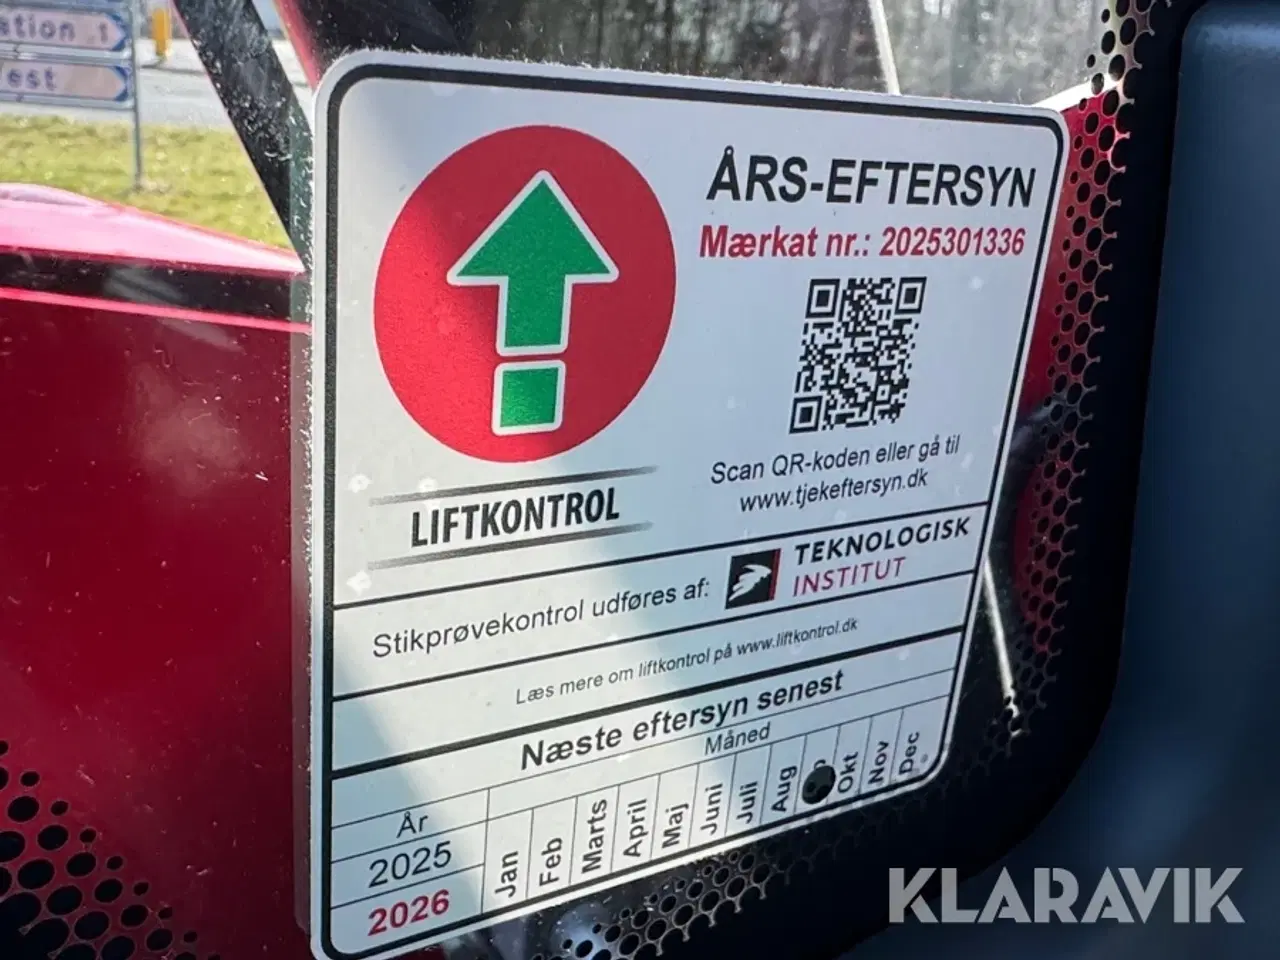 ation 1
est
ÅRS-EFTERSYN
Mærkat nr.: 2025301336
Scan QR-koden eller gå til
www.tjekeftersyn.dk
LIFTKONTROL
Stikprøvekontrol udføres af:
TEKNOLOGISK
INSTITUT
Læs mere om liftkontrol på www.liftkontrol.dk
Næste eftersyn senest
År
Måned
2025
2026
Jan Feb Marts April Maj Juni Juli Aug Okt Nov Dec
KLARAVIK